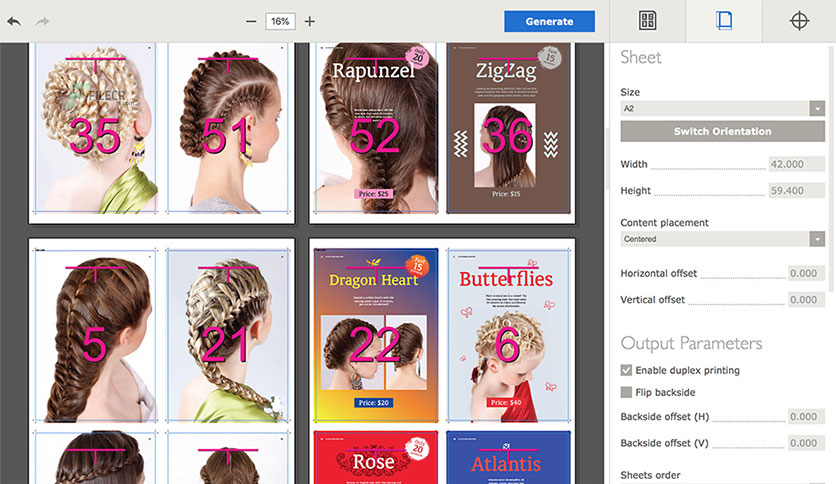 16%
Generate
FILECR
35
51
Rapunzel
Only
20
52
Price: $25
ZigZag
15
36
Price: $15
Sheet
Size
A2
Switch Orientation
Width 42.000
Height 59.400
Content placement
Centered
Horizontal offset 0.000
Vertical offset 0.000
Output Parameters
Enable duplex printing
Flip backside
Backside offset (H) 0.000
Backside offset (V) 0.000
Sheets order
5
21
Dragon Heart
15
22
Price: $20
Butterflies
6
Price: $40
Rose
Only
20
Atlantis